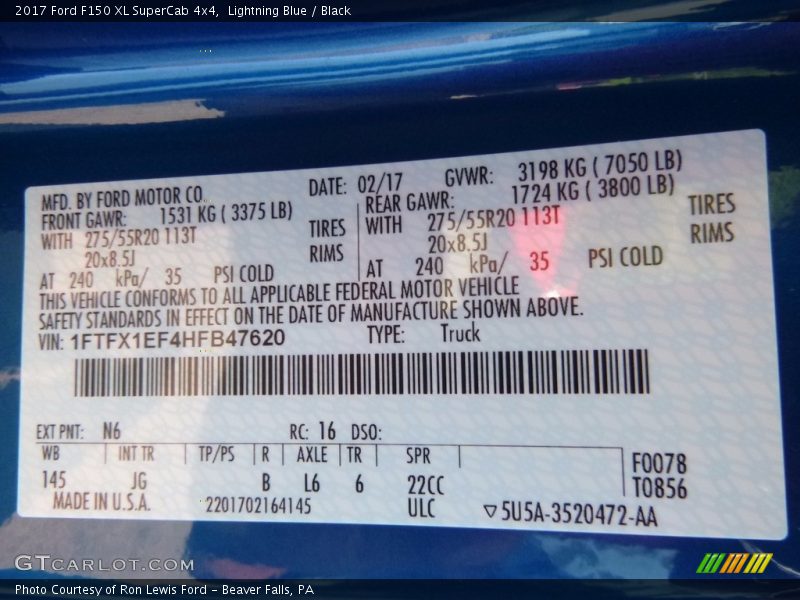 2017 Ford F150 XL SuperCab 4x4,  Lightning Blue / Black
MFD. BY FORD MOTOR CO. DATE: 02/17 GVWR: 3198 KG ( 7050 LB)
FRONT GAWR: 1531 KG ( 3375 LB) REAR GAWR: 1724 KG ( 3800 LB)
WITH 275/55R20 113T TIRES WITH 275/55R20 113T TIRES
20x8.5J RIMS 20x8.5J RIMS
AT 240 kPa/ 35 PSI COLD AT 240 kPa/ 35 PSI COLD
THIS VEHICLE CONFORMS TO ALL APPLICABLE FEDERAL MOTOR VEHICLE
SAFETY STANDARDS IN EFFECT ON THE DATE OF MANUFACTURE SHOWN ABOVE.
VIN: 1FTFX1EF4HFB47620 TYPE: Truck
EXT PNT: N6 RC: 16 DSO:
WB INT TR TP/PS R AXLE TR SPR F0078
145 JG B L6 6 22CC T0856
MADE IN U.S.A. 2201702164145 ULC ▽5U5A-3520472-AA
GTCARLOT.COM
Photo Courtesy of Ron Lewis Ford - Beaver Falls, PA